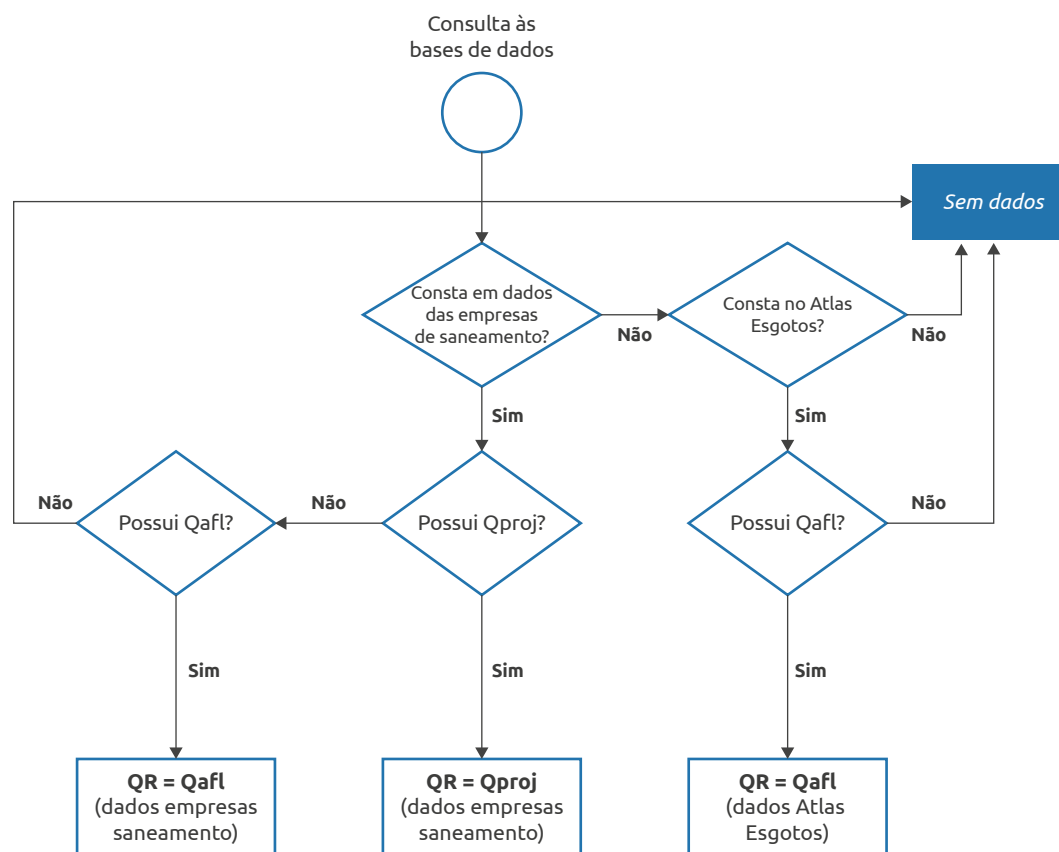 Consulta às
bases de dados
Sem dados
Consta em dados
das empresas
de saneamento?
Não
Consta no Atlas
Esgotos?
Não
Sim
Sim
Não
Possui Qafl?
Não
Possui Qproj?
Possui Qafl?
Não
Sim
Sim
Sim
QR = Qafl
(dados empresas
saneamento)
QR = Qproj
(dados empresas
saneamento)
QR = Qafl
(dados Atlas
Esgotos)